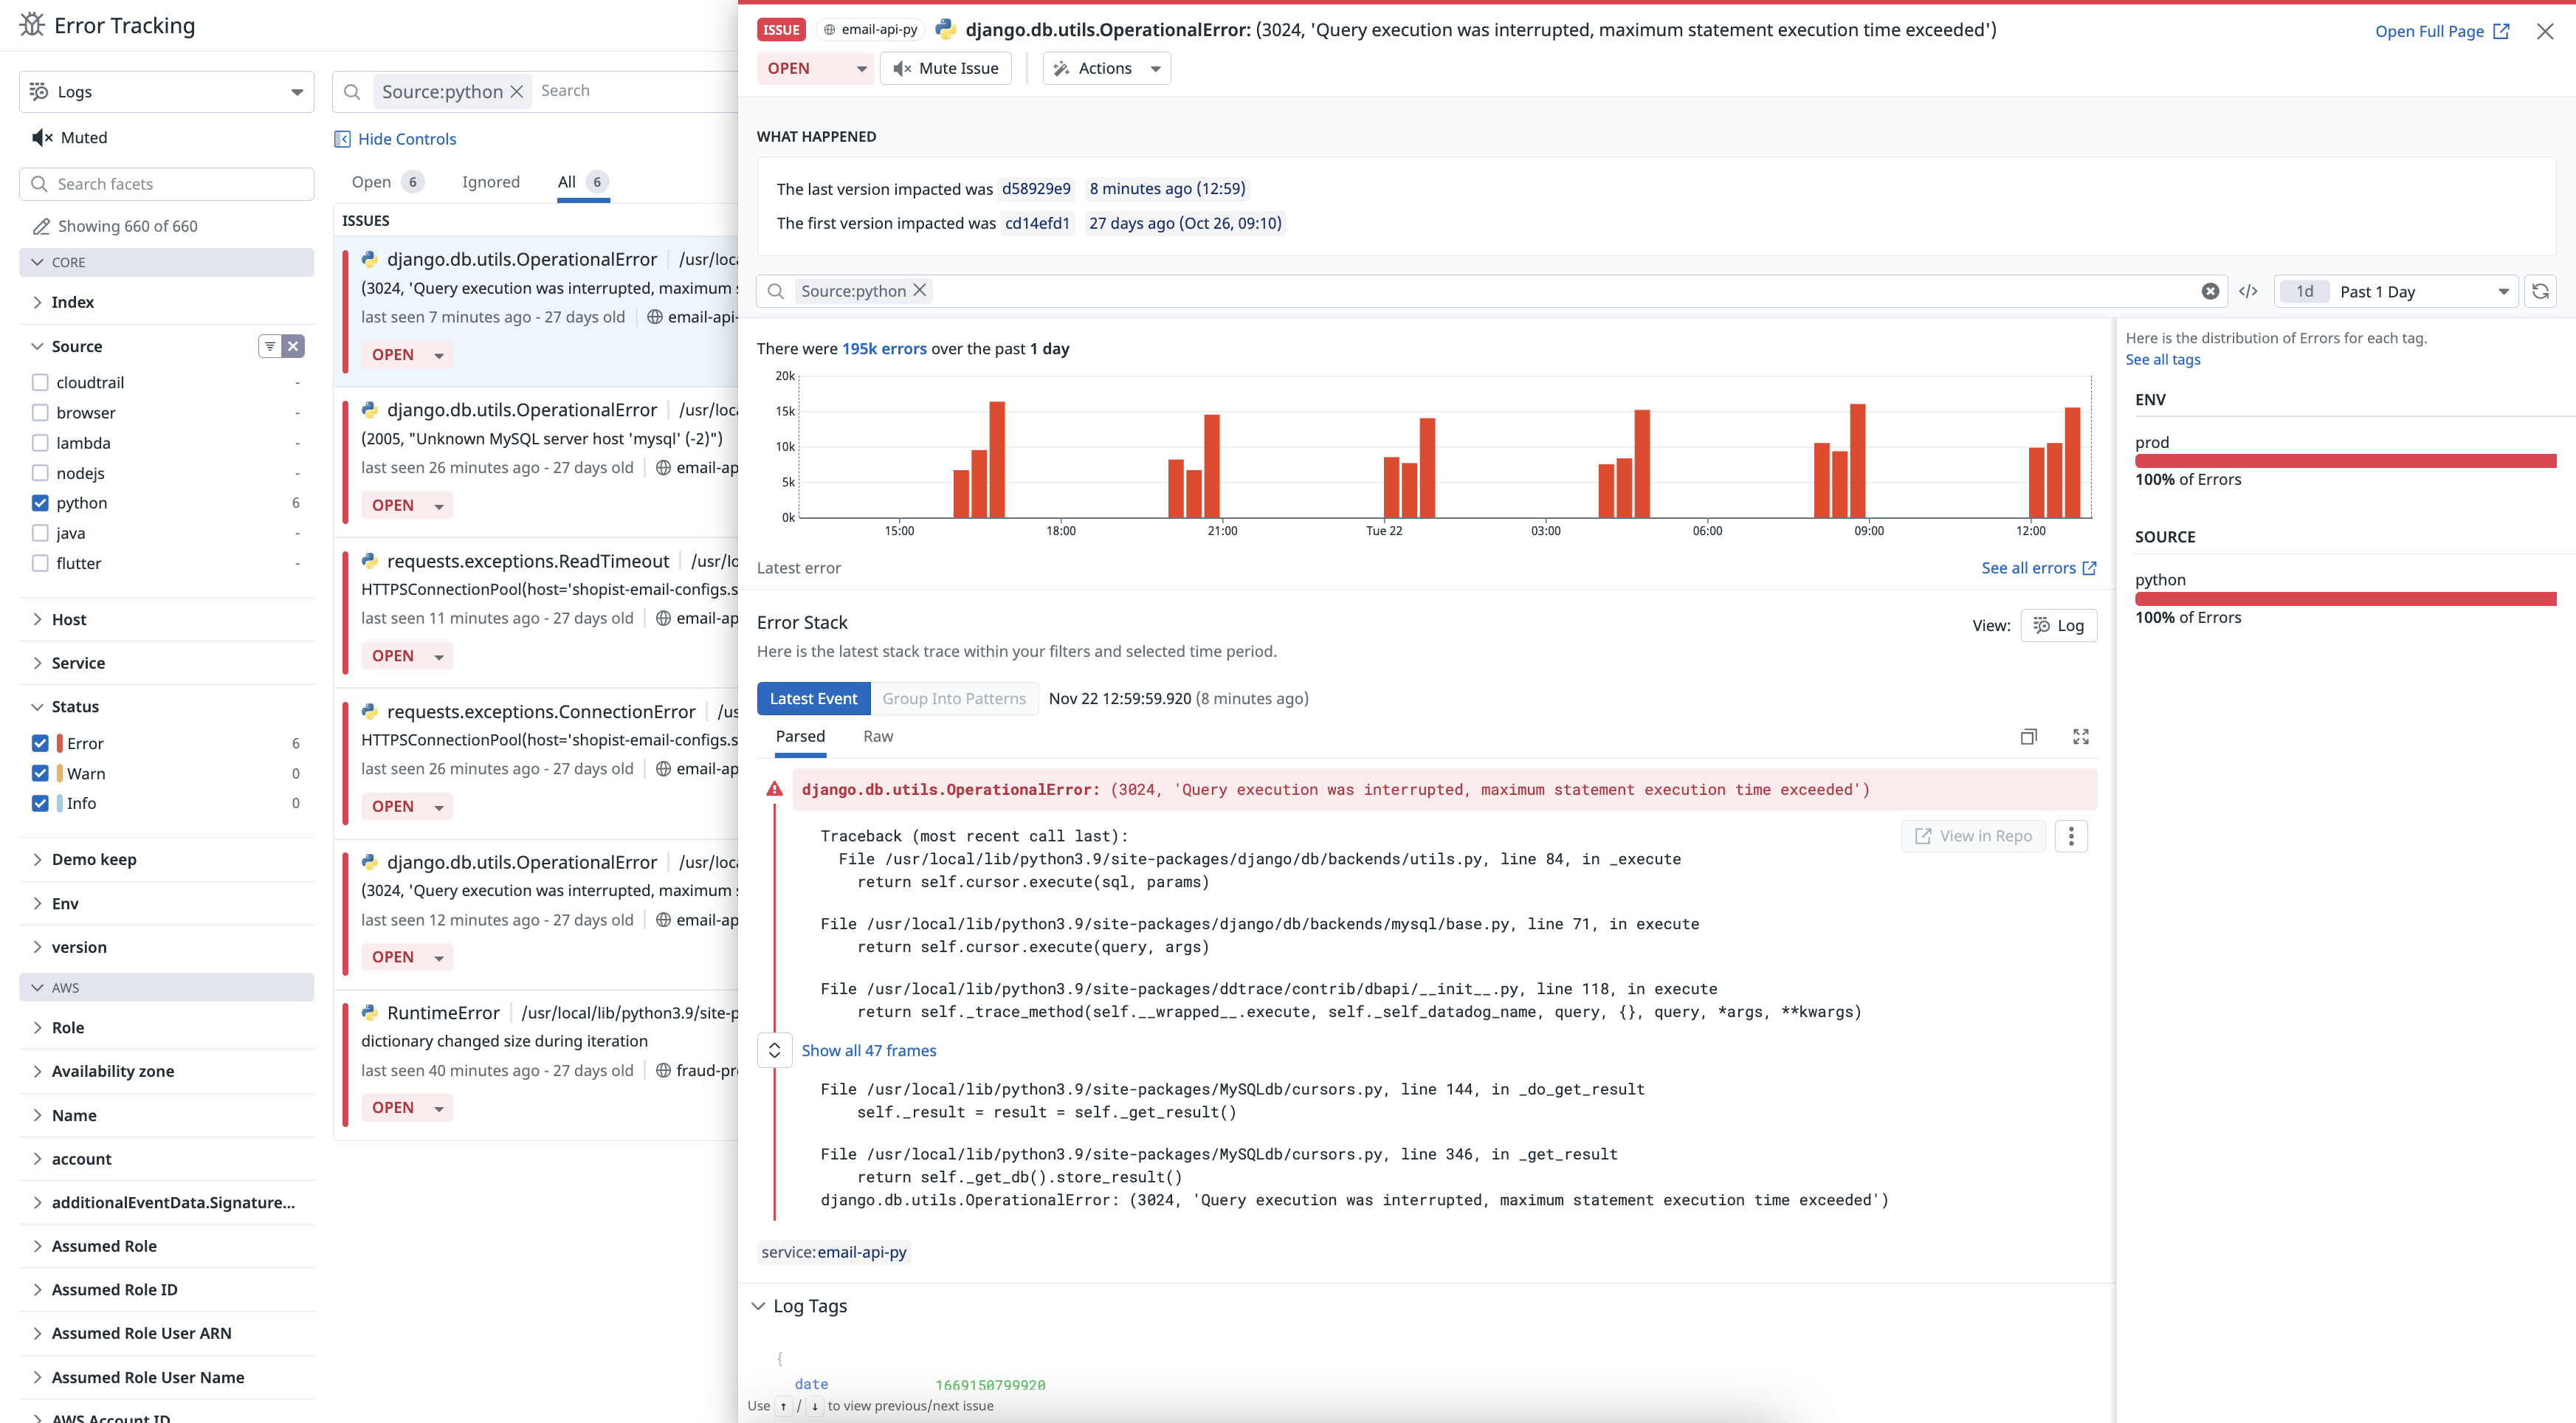 Error Tracking
Logs
Muted
Search facets
Showing 660 of 660
CORE
Index
Source
cloudtrail -
browser -
lambda -
nodejs -
python 6
java -
flutter -
Host
Service
Status
Error 6
Warn 0
Info 0
Demo keep
Env
version
AWS
Role
Availability zone
Name
account
additionalEventData.Signature...
Assumed Role
Assumed Role ID
Assumed Role User ARN
Assumed Role User Name
AWS Account ID
Source:python Search
Hide Controls
Open 6 Ignored All 6
ISSUES
django.db.utils.OperationalError /usr/loca
(3024, 'Query execution was interrupted, maximum s
last seen 7 minutes ago - 27 days old email-api-
OPEN
django.db.utils.OperationalError /usr/loca
(2005, "Unknown MySQL server host 'mysql' (-2)")
last seen 26 minutes ago - 27 days old email-ap
OPEN
requests.exceptions.ReadTimeout /usr/lo
HTTPSConnectionPool(host='shopist-email-configs.s
last seen 11 minutes ago - 27 days old email-ap
OPEN
requests.exceptions.ConnectionError /us
HTTPSConnectionPool(host='shopist-email-configs.s
last seen 26 minutes ago - 27 days old email-ap
OPEN
django.db.utils.OperationalError /usr/loca
(3024, 'Query execution was interrupted, maximum s
last seen 12 minutes ago - 27 days old email-ap
OPEN
RuntimeError /usr/local/lib/python3.9/site-p
dictionary changed size during iteration
last seen 40 minutes ago - 27 days old fraud-pr
OPEN
ISSUE email-api-py django.db.utils.OperationalError: (3024, 'Query execution was interrupted, maximum statement execution time exceeded')
Open Full Page
OPEN Mute Issue Actions
WHAT HAPPENED
The last version impacted was d58929e9 8 minutes ago (12:59)
The first version impacted was cd14efd1 27 days ago (Oct 26, 09:10)
Source:python </> 1d Past 1 Day
There were 195k errors over the past 1 day
20k
15k
10k
5k
0k
15:00 18:00 21:00 Tue 22 03:00 06:00 09:00 12:00
Latest error See all errors
Error Stack
View: Log
Here is the latest stack trace within your filters and selected time period.
Latest Event Group Into Patterns Nov 22 12:59:59.920 (8 minutes ago)
Parsed Raw
django.db.utils.OperationalError: (3024, 'Query execution was interrupted, maximum statement execution time exceeded')
Traceback (most recent call last):
View in Repo
File /usr/local/lib/python3.9/site-packages/django/db/backends/utils.py, line 84, in _execute
return self.cursor.execute(sql, params)
File /usr/local/lib/python3.9/site-packages/django/db/backends/mysql/base.py, line 71, in execute
return self.cursor.execute(query, args)
File /usr/local/lib/python3.9/site-packages/ddtrace/contrib/dbapi/__init__.py, line 118, in execute
return self._trace_method(self.__wrapped__.execute, self._self_datadog_name, query, {}, query, *args, **kwargs)
Show all 47 frames
File /usr/local/lib/python3.9/site-packages/MySQLdb/cursors.py, line 144, in _do_get_result
self._result = result = self._get_result()
File /usr/local/lib/python3.9/site-packages/MySQLdb/cursors.py, line 346, in _get_result
return self._get_db().store_result()
django.db.utils.OperationalError: (3024, 'Query execution was interrupted, maximum statement execution time exceeded')
service:email-api-py
Log Tags
{
date 1669150799920
Use ↑ / ↓ to view previous/next issue
Here is the distribution of Errors for each tag.
See all tags
ENV
prod
100% of Errors
SOURCE
python
100% of Errors